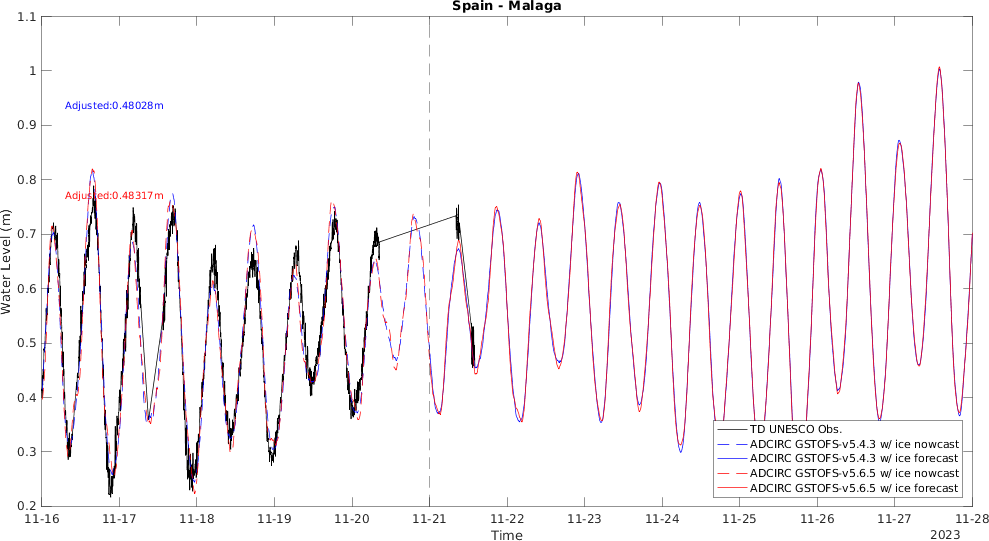 Spain - Malaga
1.1
1
0.9
0.8
0.7
0.6
0.5
0.4
0.3
0.2
Water Level (m)
Adjusted:0.48028m
Adjusted:0.48317m
TD UNESCO Obs.
ADCIRC GSTOFS-v5.4.3 w/ ice nowcast
ADCIRC GSTOFS-v5.4.3 w/ ice forecast
ADCIRC GSTOFS-v5.6.5 w/ ice nowcast
ADCIRC GSTOFS-v5.6.5 w/ ice forecast
11-16 11-17 11-18 11-19 11-20 11-21 11-22 11-23 11-24 11-25 11-26 11-27 11-28
Time
2023